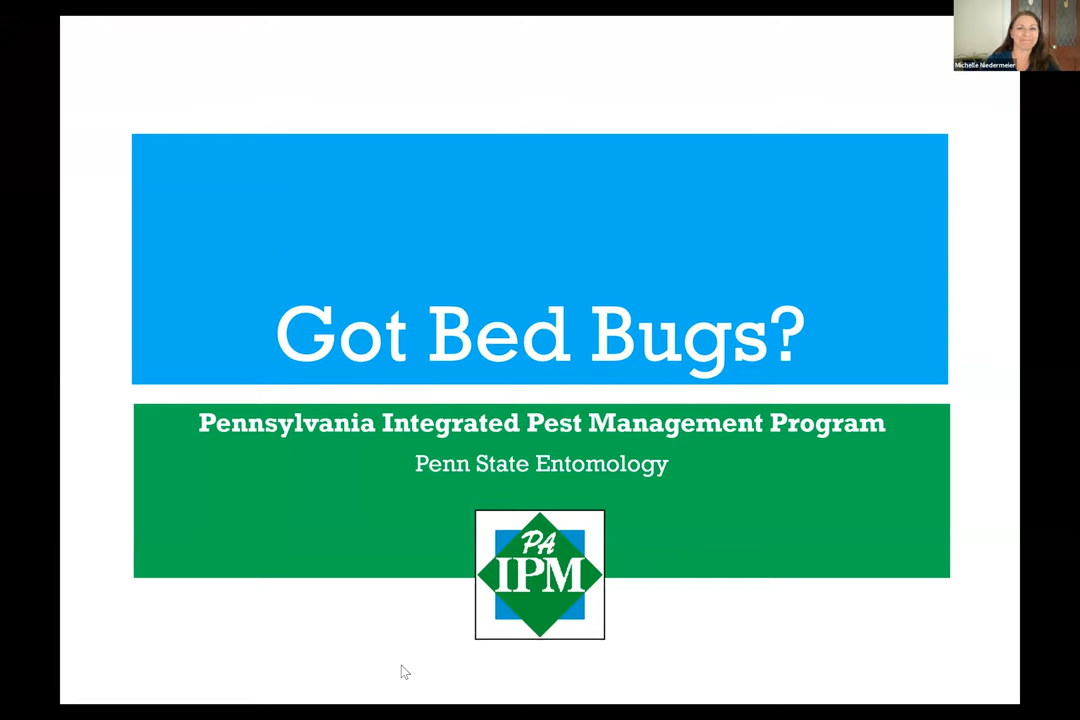 Michelle Niedermeier
Got Bed Bugs?
Pennsylvania Integrated Pest Management Program
Penn State Entomology
PA
IPM